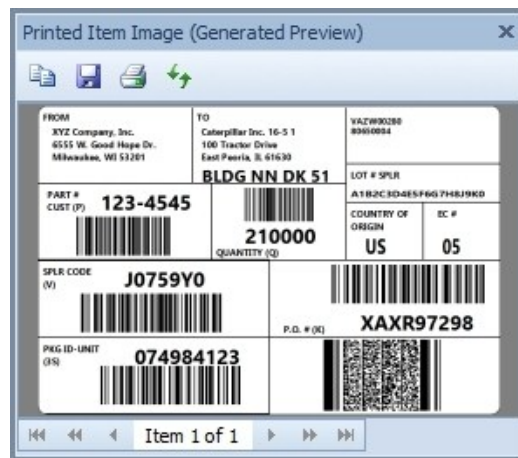 Printed Item Image (Generated Preview)
FROM
XYZ Company, Inc.
6555 W. Good Hope Dr.
Milwaukee, WI 53201
TO
Caterpillar Inc. 16-5 1
100 Tractor Drive
East Peoria, IL 61630
BLDG NN DK 51
VAZW00280
80650004
LOT # SPLR
A1B2C3D4E5F6G7H8J9K0
PART #
CUST (P)
123-4545
210000
QUANTITY (Q)
COUNTRY OF
ORIGIN
US
EC #
05
SPLR CODE
(V)
J0759Y0
P.O. # (K)
XAXR97298
PKG ID-UNIT
(3S)
074984123
Item 1 of 1